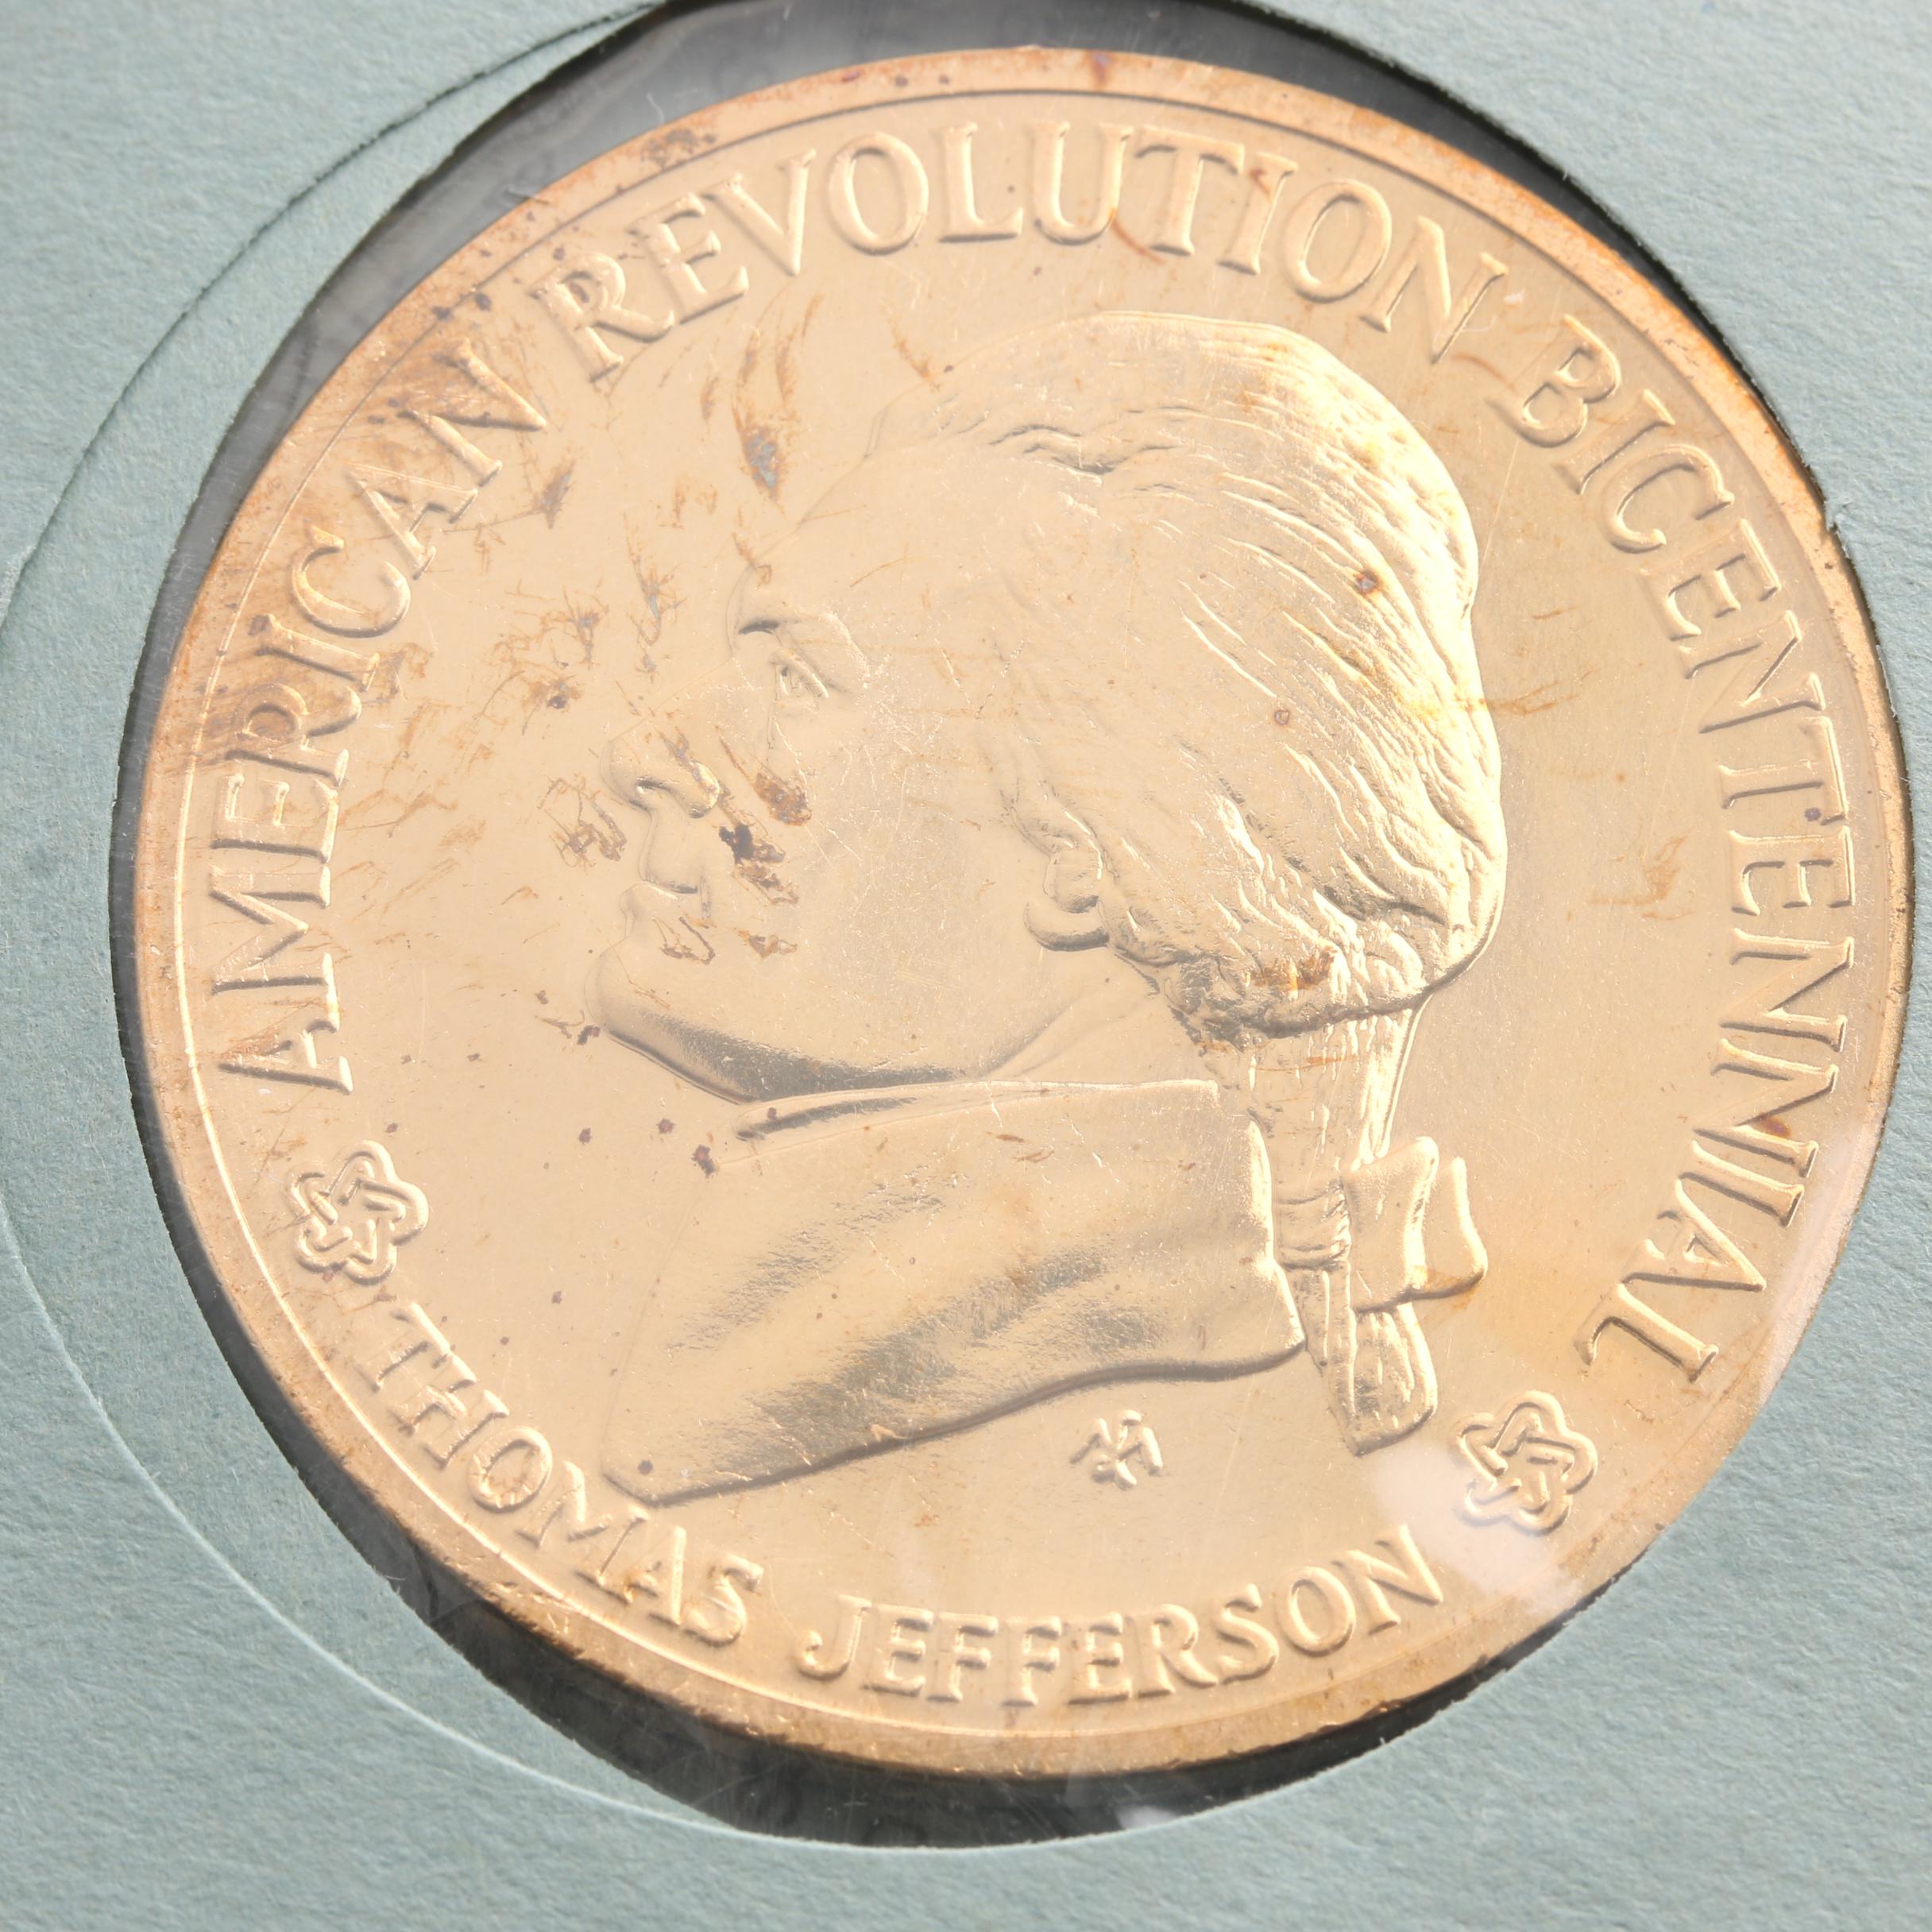 AMERICAN REVOLUTION BICENTENNIAL
THOMAS JEFFERSON